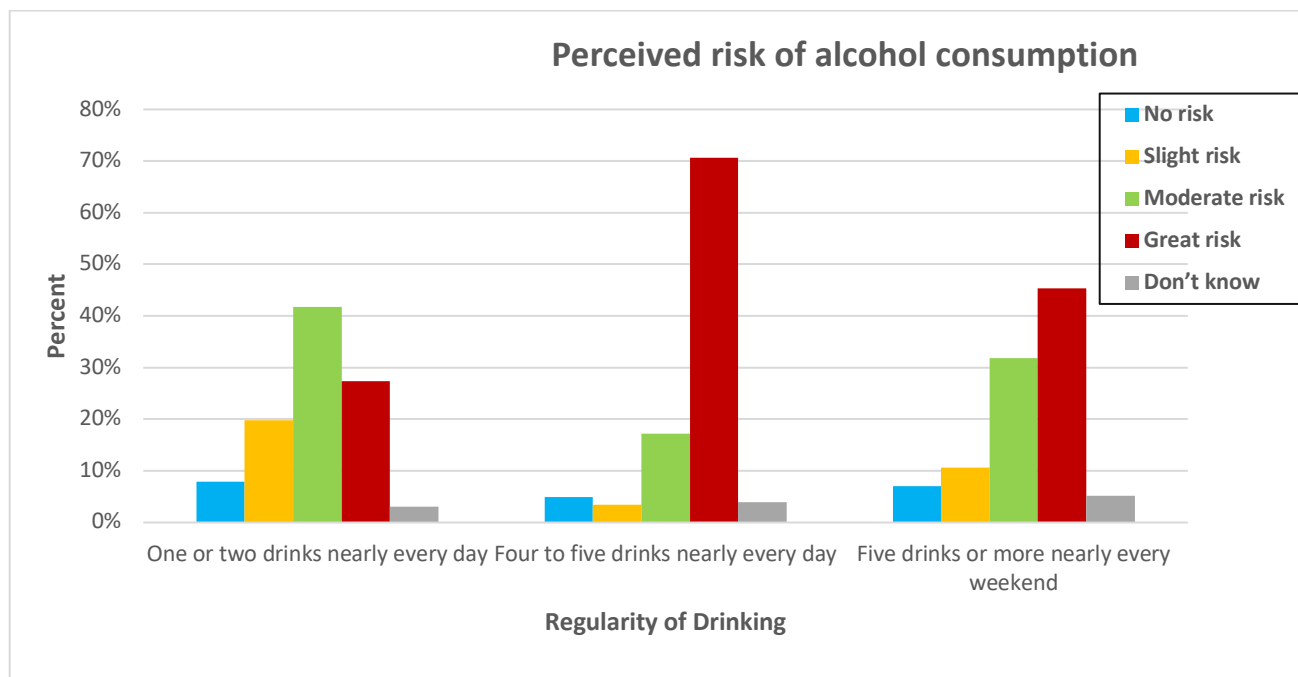 Perceived risk of alcohol consumption
80%
70%
60%
50%
40%
30%
20%
10%
0%
Percent
No risk
Slight risk
Moderate risk
Great risk
Don’t know
One or two drinks nearly every day
Four to five drinks nearly every day
Five drinks or more nearly every
weekend
Regularity of Drinking